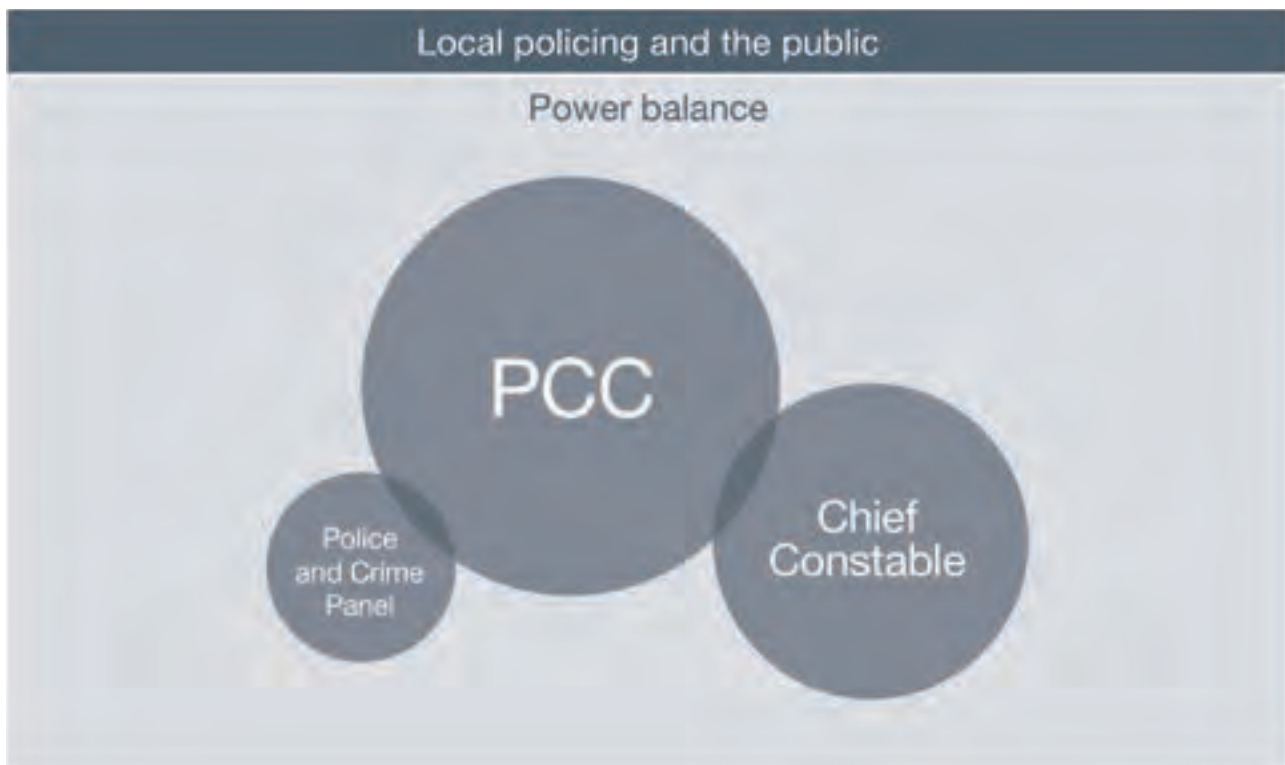 Local policing and the public
Power balance
PCC
Chief
Constable
Police
and Crime
Panel